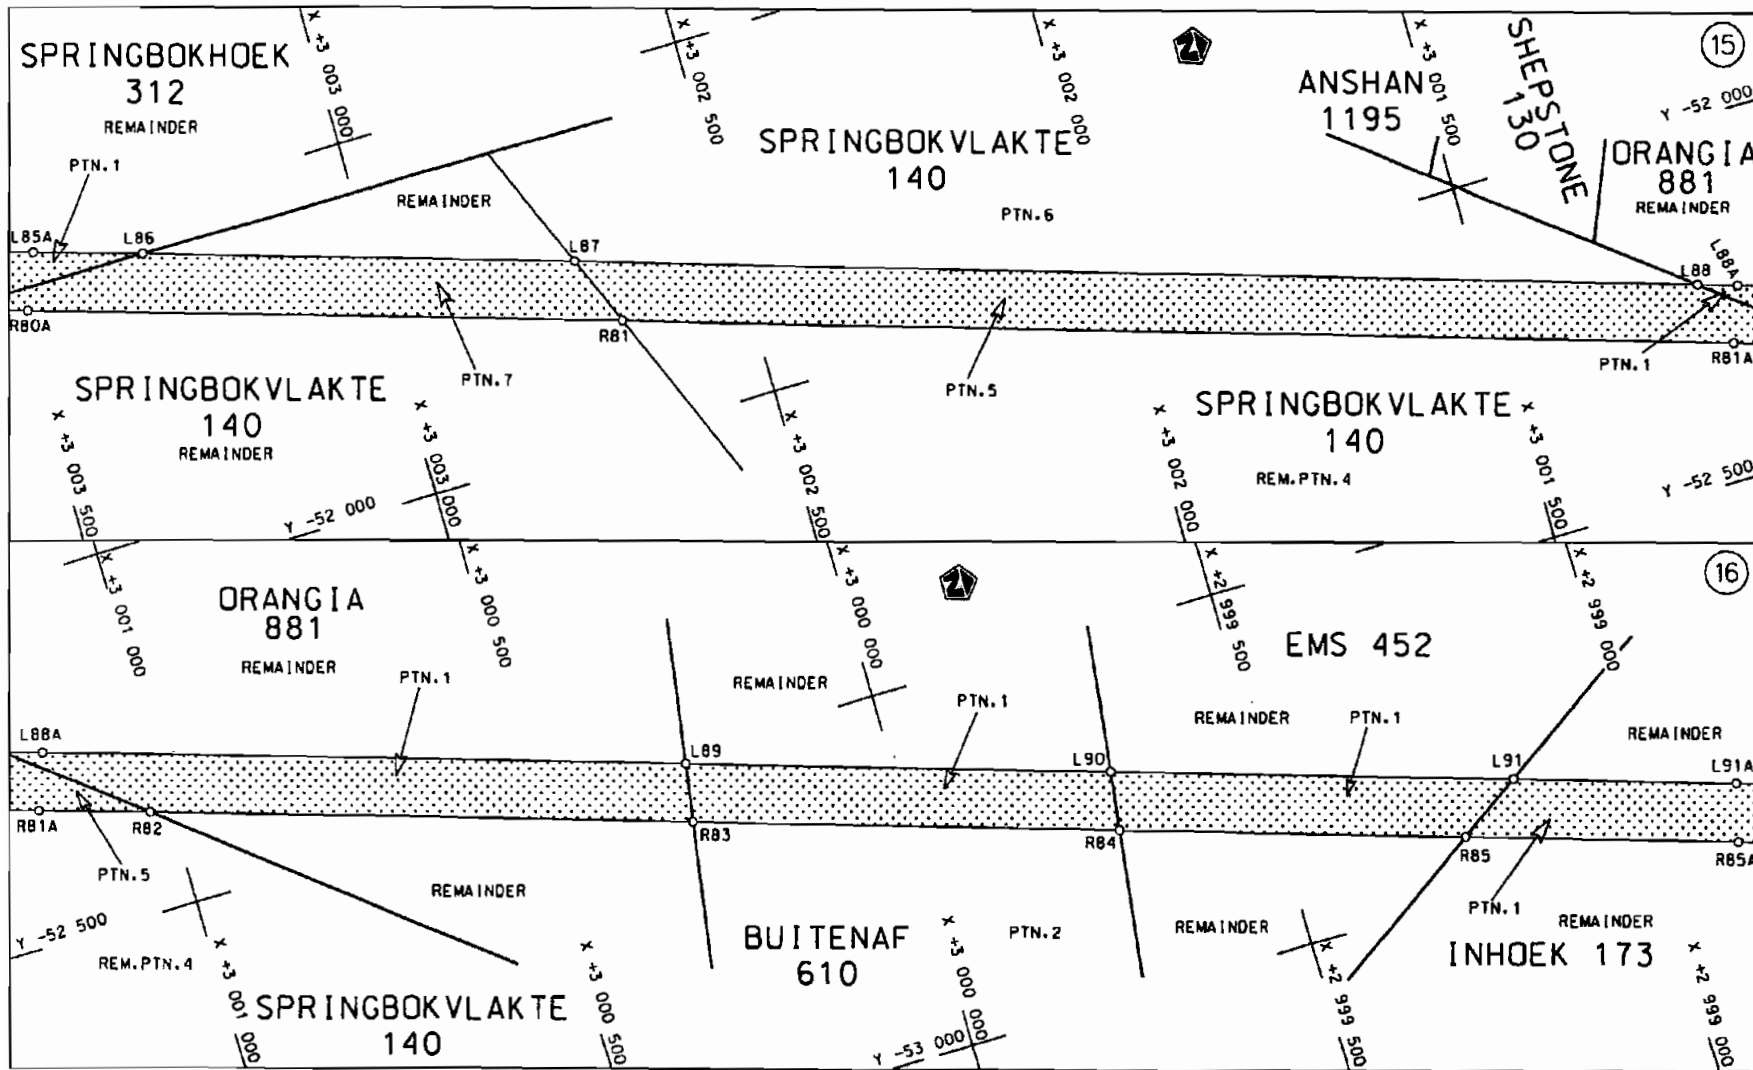 15
SPRINGBOKHOEK
312
REMAINDER
PTN.1
X +3 003 000
X +3 002 500
X +3 002 000
X +3 001 500
SPRINGBOKVLAKTE
140
PTN.6
REMAINDER
ANSHAN
1195
SHEPSTONE
130
ORANGIA
881
REMAINDER
Y -52 000
L85A
L86
L87
L88
L88A
R80A
R81
R81A
PTN.7
PTN.5
PTN.1
SPRINGBOKVLAKTE
140
REMAINDER
SPRINGBOKVLAKTE
140
REM.PTN.4
X +3 003 500
Y -52 000
X +3 003 000
X +3 002 500
X +3 002 000
X +3 001 500
Y -52 500
16
X +3 001 000
X +3 000 500
X +3 000 000
X +2 999 500
X +2 999 000
ORANGIA
881
REMAINDER
PTN.1
REMAINDER
PTN.1
EMS 452
REMAINDER
PTN.1
REMAINDER
L88A
L89
L90
L91
L91A
R81A
R82
R83
R84
R85
R85A
PTN.5
REMAINDER
PTN.2
REMAINDER
PTN.1
REMAINDER
Y -52 500
REM.PTN.4
SPRINGBOKVLAKTE
140
BUITENAF
610
INHOEK 173
X +3 001 000
X +3 000 500
X +3 000 000
Y -53 000
X +2 999 500
X +2 999 000